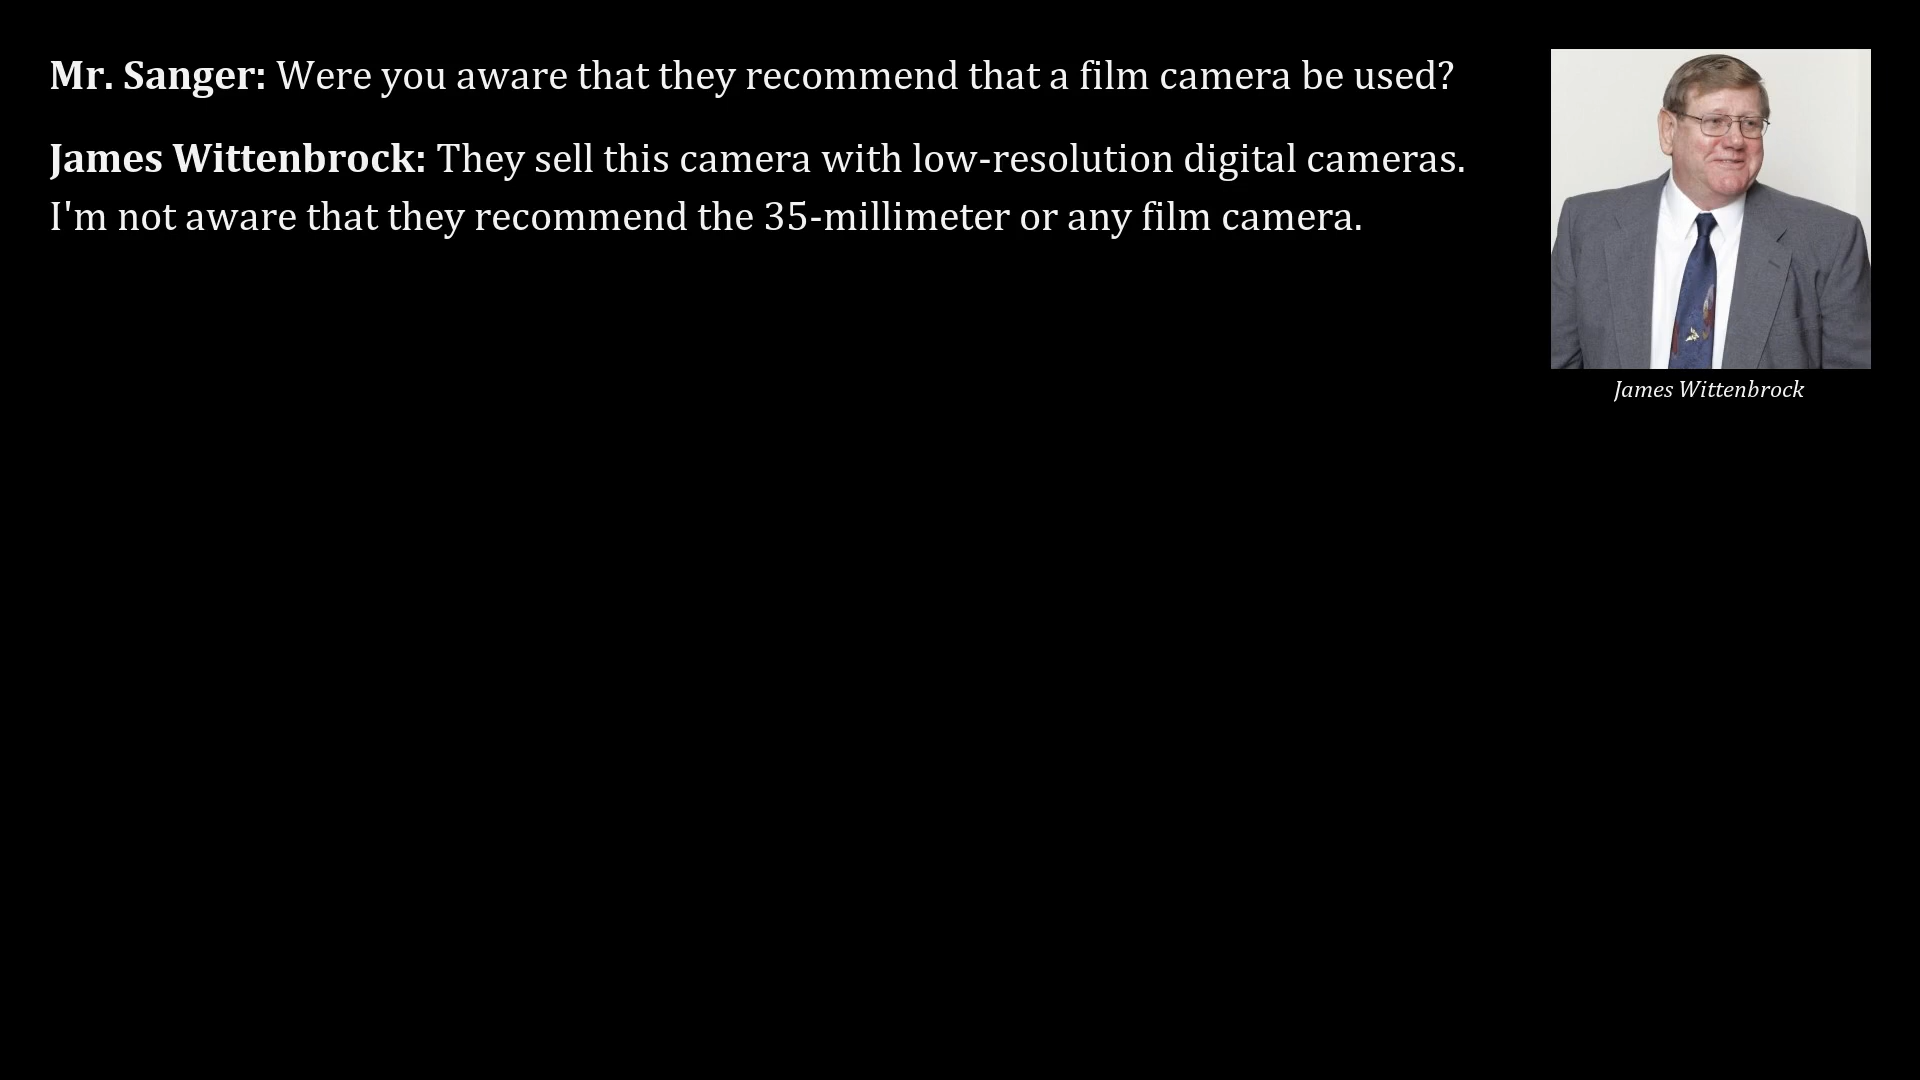 Mr. Sanger: Were you aware that they recommend that a film camera be used?
James Wittenbrock: They sell this camera with low-resolution digital cameras.
I'm not aware that they recommend the 35-millimeter or any film camera.
James Wittenbrock